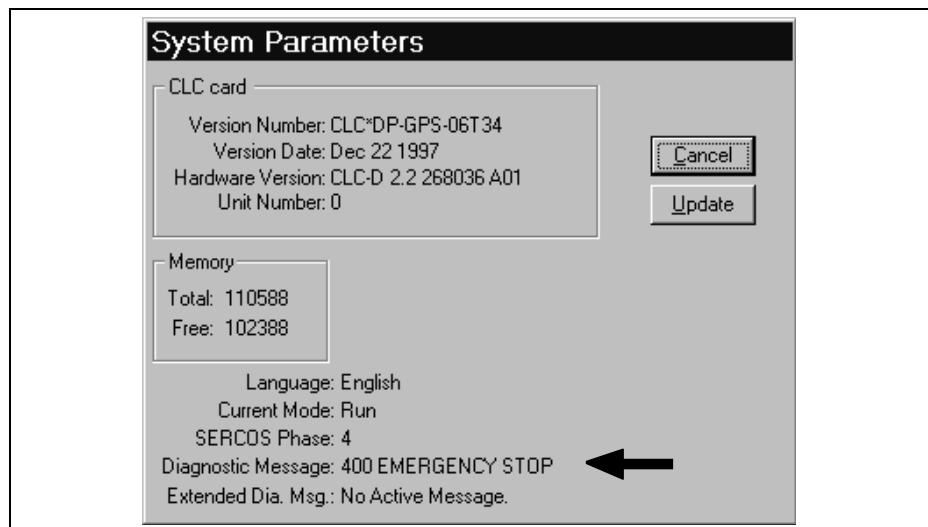 System Parameters
CLC card
Version Number: CLC*DP-GPS-06T34
Version Date: Dec 22 1997
Hardware Version: CLC-D 2.2 268036 A01
Unit Number: 0
Cancel
Update
Memory
Total: 110588
Free: 102388
Language: English
Current Mode: Run
SERCOS Phase: 4
Diagnostic Message: 400 EMERGENCY STOP
Extended Dia. Msg.: No Active Message.